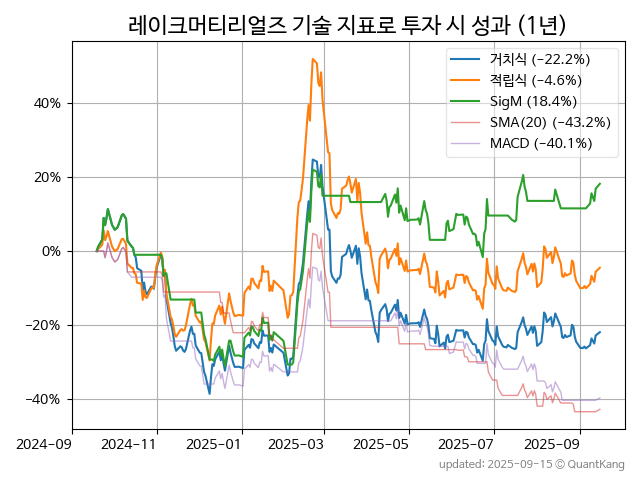 레이크머티리얼즈 기술 지표로 투자 시 성과 (1년)
거치식 (−22.2%)
적립식 (−4.6%)
SigM (18.4%)
SMA(20) (−43.2%)
MACD (−40.1%)
40%
20%
0%
−20%
−40%
2024-09 2024-11 2025-01 2025-03 2025-05 2025-07 2025-09
updated: 2025-09-15 © QuantKang